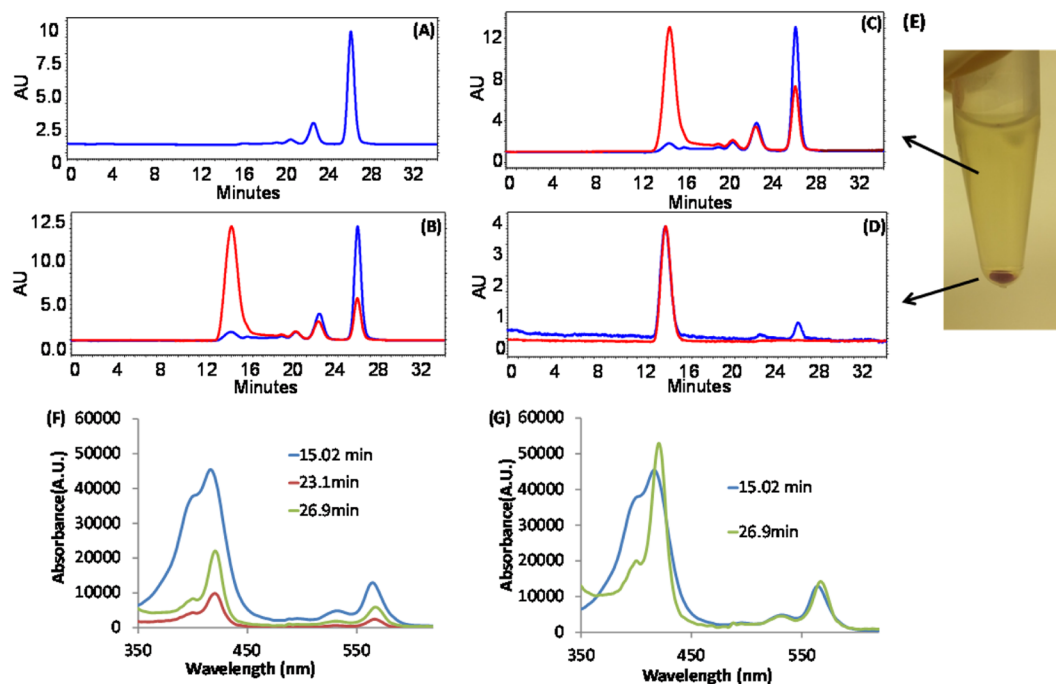 (A)
10
7.5
5.0
2.5
0
AU
0 4 8 12 16 20 24 28 32
Minutes
(B)
12.5
10.0
5.0
0.0
AU
0 4 8 12 16 20 24 28 32
Minutes
(C)
12
8
4
0
AU
0 4 8 12 16 20 24 28 32
Minutes
(D)
4
3
2
1
0
AU
0 4 8 12 16 20 24 28 32
Minutes
(E)
(F)
60000
50000
40000
30000
20000
10000
0
Absorbance(A.U.)
15.02 min
23.1min
26.9min
350 450 550
Wavelength (nm)
(G)
60000
50000
40000
30000
20000
10000
0
Absorbance(A.U.)
15.02 min
26.9min
350 450 550
Wavelength (nm)